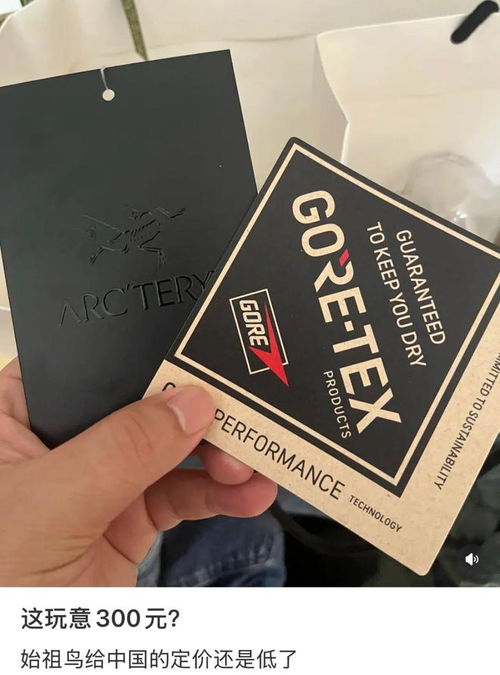 ARC'TERY
GUARANTEED
TO KEEP YOU DRY
GORE-TEX
PRODUCTS
GORE
PERFORMANCE
TECHNOLOGY
MITTED TO SUSTAINABILITY
这玩意300元?
始祖鸟给中国的定价还是低了